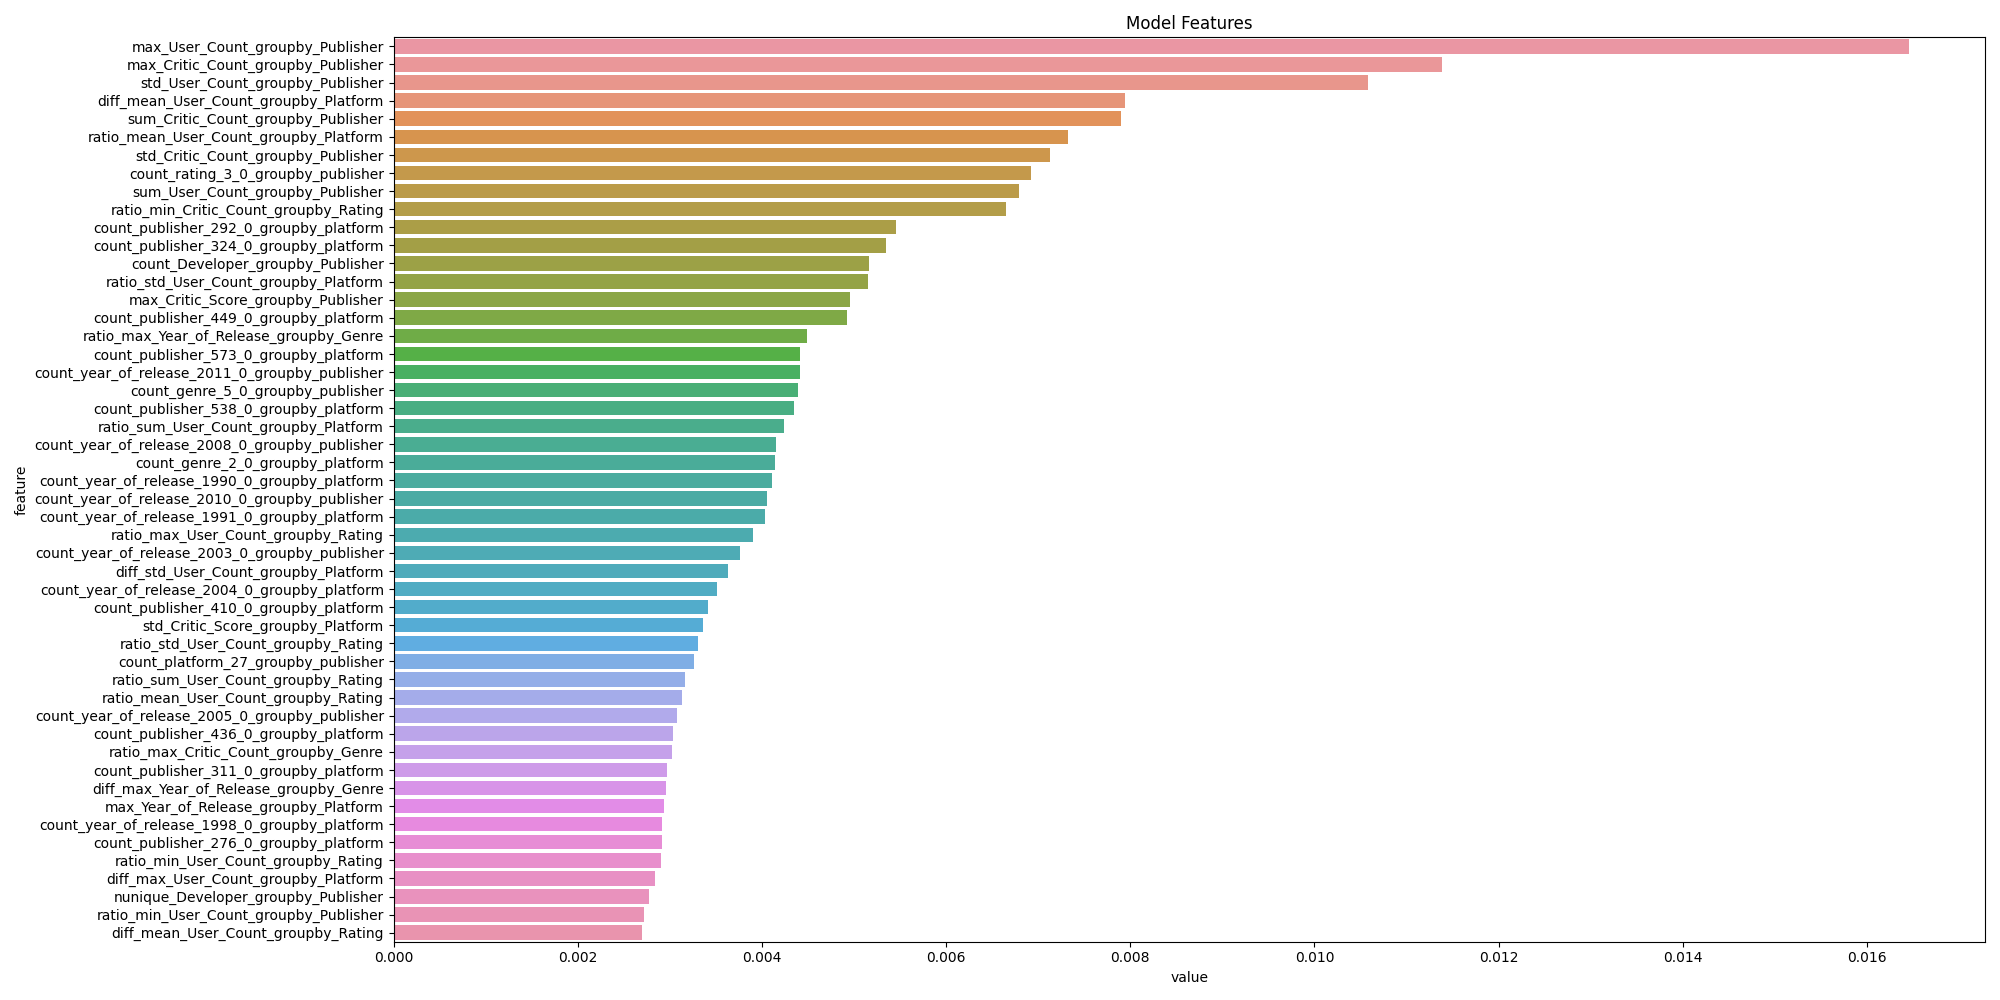 Model Features
max_User_Count_groupby_Publisher
max_Critic_Count_groupby_Publisher
std_User_Count_groupby_Publisher
diff_mean_User_Count_groupby_Platform
sum_Critic_Count_groupby_Publisher
ratio_mean_User_Count_groupby_Platform
std_Critic_Count_groupby_Publisher
count_rating_3_0_groupby_publisher
sum_User_Count_groupby_Publisher
ratio_min_Critic_Count_groupby_Rating
count_publisher_292_0_groupby_platform
count_publisher_324_0_groupby_platform
count_Developer_groupby_Publisher
ratio_std_User_Count_groupby_Platform
max_Critic_Score_groupby_Publisher
count_publisher_449_0_groupby_platform
ratio_max_Year_of_Release_groupby_Genre
count_publisher_573_0_groupby_platform
count_year_of_release_2011_0_groupby_publisher
count_genre_5_0_groupby_publisher
count_publisher_538_0_groupby_platform
ratio_sum_User_Count_groupby_Platform
count_year_of_release_2008_0_groupby_publisher
count_genre_2_0_groupby_platform
count_year_of_release_1990_0_groupby_platform
count_year_of_release_2010_0_groupby_publisher
count_year_of_release_1991_0_groupby_platform
ratio_max_User_Count_groupby_Rating
count_year_of_release_2003_0_groupby_publisher
diff_std_User_Count_groupby_Platform
count_year_of_release_2004_0_groupby_platform
count_publisher_410_0_groupby_platform
std_Critic_Score_groupby_Platform
ratio_std_User_Count_groupby_Rating
count_platform_27_groupby_publisher
ratio_sum_User_Count_groupby_Rating
ratio_mean_User_Count_groupby_Rating
count_year_of_release_2005_0_groupby_publisher
count_publisher_436_0_groupby_platform
ratio_max_Critic_Count_groupby_Genre
count_publisher_311_0_groupby_platform
diff_max_Year_of_Release_groupby_Genre
max_Year_of_Release_groupby_Platform
count_year_of_release_1998_0_groupby_platform
count_publisher_276_0_groupby_platform
ratio_min_User_Count_groupby_Rating
diff_max_User_Count_groupby_Platform
nunique_Developer_groupby_Publisher
ratio_min_User_Count_groupby_Publisher
diff_mean_User_Count_groupby_Rating
feature
0.000 0.002 0.004 0.006 0.008 0.010 0.012 0.014 0.016
value